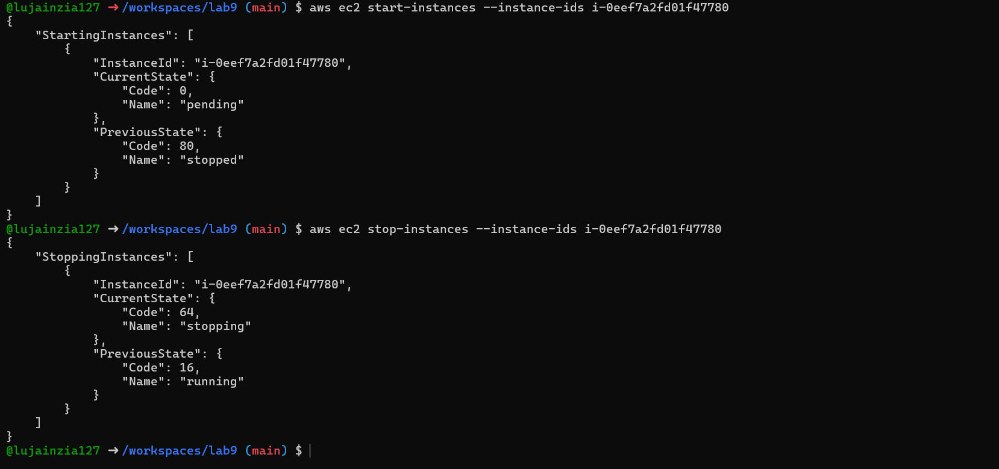 @lujainzia127 ➜ /workspaces/lab9 (main) $ aws ec2 start-instances --instance-ids i-0eef7a2fd01f47780
{
    "StartingInstances": [
        {
            "InstanceId": "i-0eef7a2fd01f47780",
            "CurrentState": {
                "Code": 0,
                "Name": "pending"
            },
            "PreviousState": {
                "Code": 80,
                "Name": "stopped"
            }
        }
    ]
}
@lujainzia127 ➜ /workspaces/lab9 (main) $ aws ec2 stop-instances --instance-ids i-0eef7a2fd01f47780
{
    "StoppingInstances": [
        {
            "InstanceId": "i-0eef7a2fd01f47780",
            "CurrentState": {
                "Code": 64,
                "Name": "stopping"
            },
            "PreviousState": {
                "Code": 16,
                "Name": "running"
            }
        }
    ]
}
@lujainzia127 ➜ /workspaces/lab9 (main) $